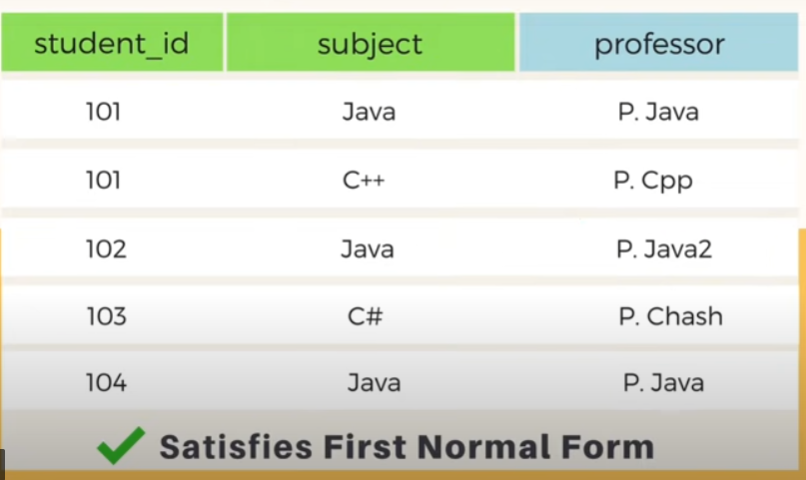 student_id subject professor
101 Java P. Java
101 C++ P. Cpp
102 Java P. Java2
103 C# P. Chash
104 Java P. Java
Satisfies First Normal Form